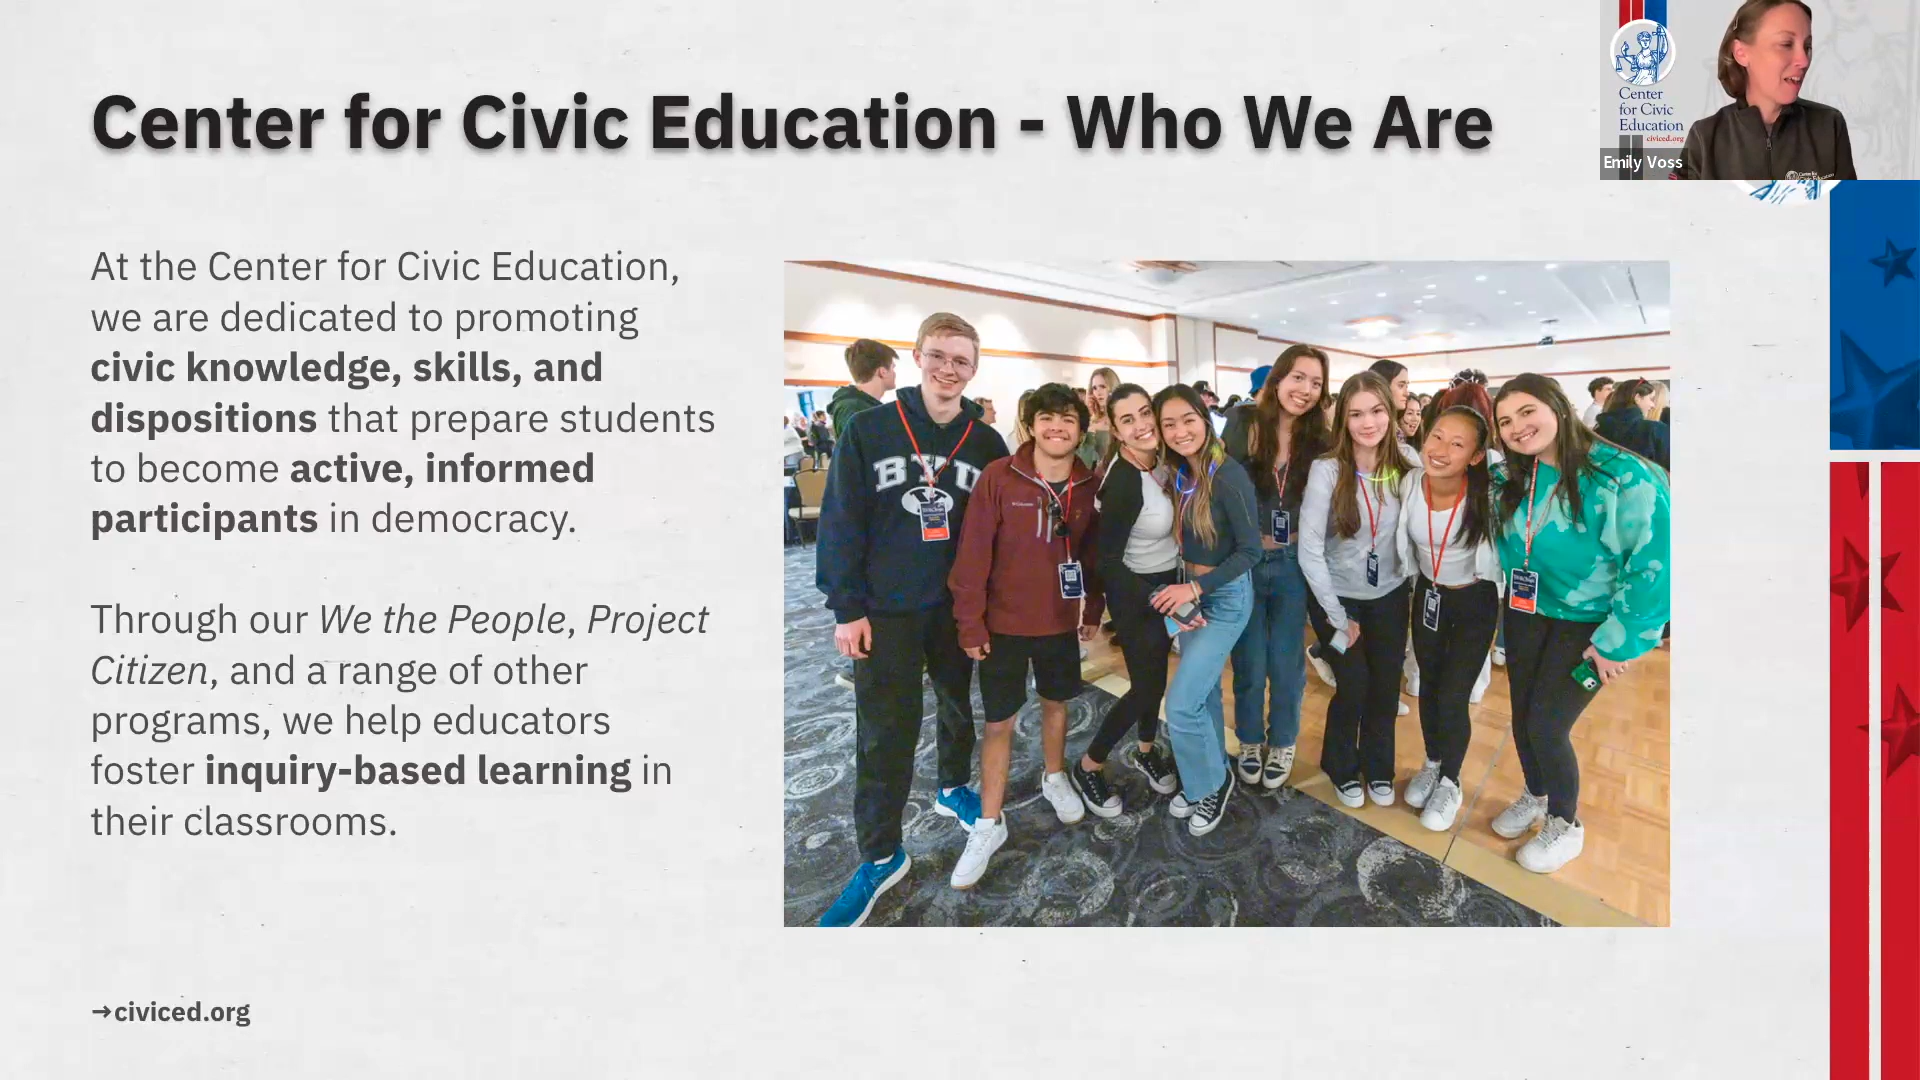 Center for Civic Education - Who We Are
Center
for Civic
Education
civiced.org
Emily Voss
At the Center for Civic Education,
we are dedicated to promoting
civic knowledge, skills, and
dispositions that prepare students
to become active, informed
participants in democracy.
Through our We the People, Project
Citizen, and a range of other
programs, we help educators
foster inquiry-based learning in
their classrooms.
BYU
Y
→civiced.org